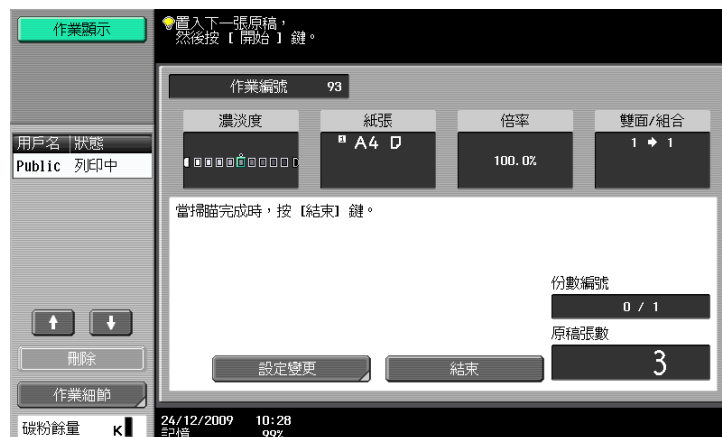 作業顯示
置入下一張原稿，
然後按 [ 開始 ] 鍵。
作業編號 93
濃淡度 紙張 倍率 雙面/組合
1 A4
100.0%
1 → 1
用戶名 狀態
Public 列印中
當掃瞄完成時，按 [結束] 鍵。
份數編號
0 / 1
原稿張數
3
刪除
設定變更 結束
作業細節
碳粉餘量 K
24/12/2009 10:28
記憶 99%